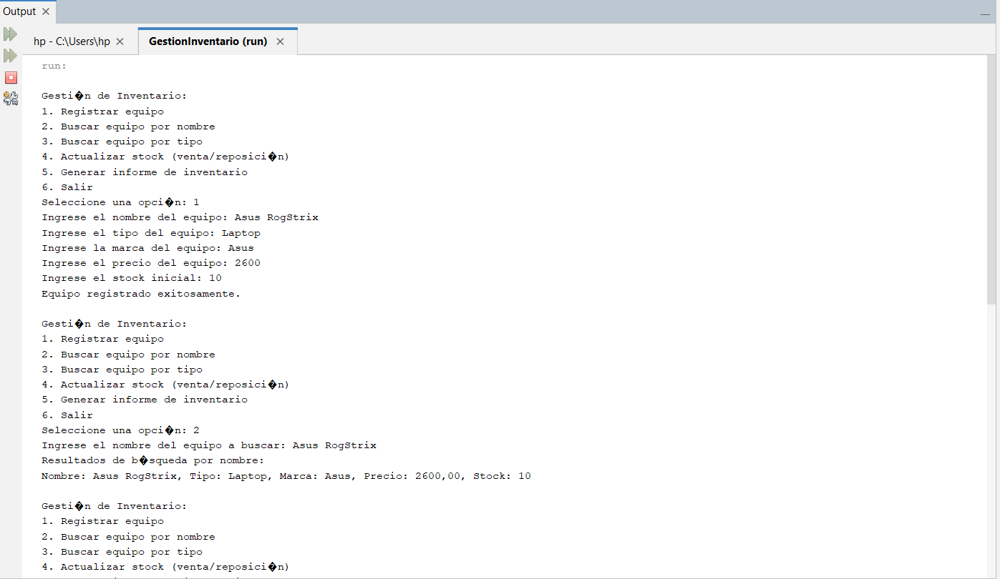 Output
hp - C:\Users\hp
GestionInventario (run)
run:
Gesti�n de Inventario:
1. Registrar equipo
2. Buscar equipo por nombre
3. Buscar equipo por tipo
4. Actualizar stock (venta/reposici�n)
5. Generar informe de inventario
6. Salir
Seleccione una opci�n: 1
Ingrese el nombre del equipo: Asus RogStrix
Ingrese el tipo del equipo: Laptop
Ingrese la marca del equipo: Asus
Ingrese el precio del equipo: 2600
Ingrese el stock inicial: 10
Equipo registrado exitosamente.
Gesti�n de Inventario:
1. Registrar equipo
2. Buscar equipo por nombre
3. Buscar equipo por tipo
4. Actualizar stock (venta/reposici�n)
5. Generar informe de inventario
6. Salir
Seleccione una opci�n: 2
Ingrese el nombre del equipo a buscar: Asus RogStrix
Resultados de b�squeda por nombre:
Nombre: Asus RogStrix, Tipo: Laptop, Marca: Asus, Precio: 2600,00, Stock: 10
Gesti�n de Inventario:
1. Registrar equipo
2. Buscar equipo por nombre
3. Buscar equipo por tipo
4. Actualizar stock (venta/reposici�n)